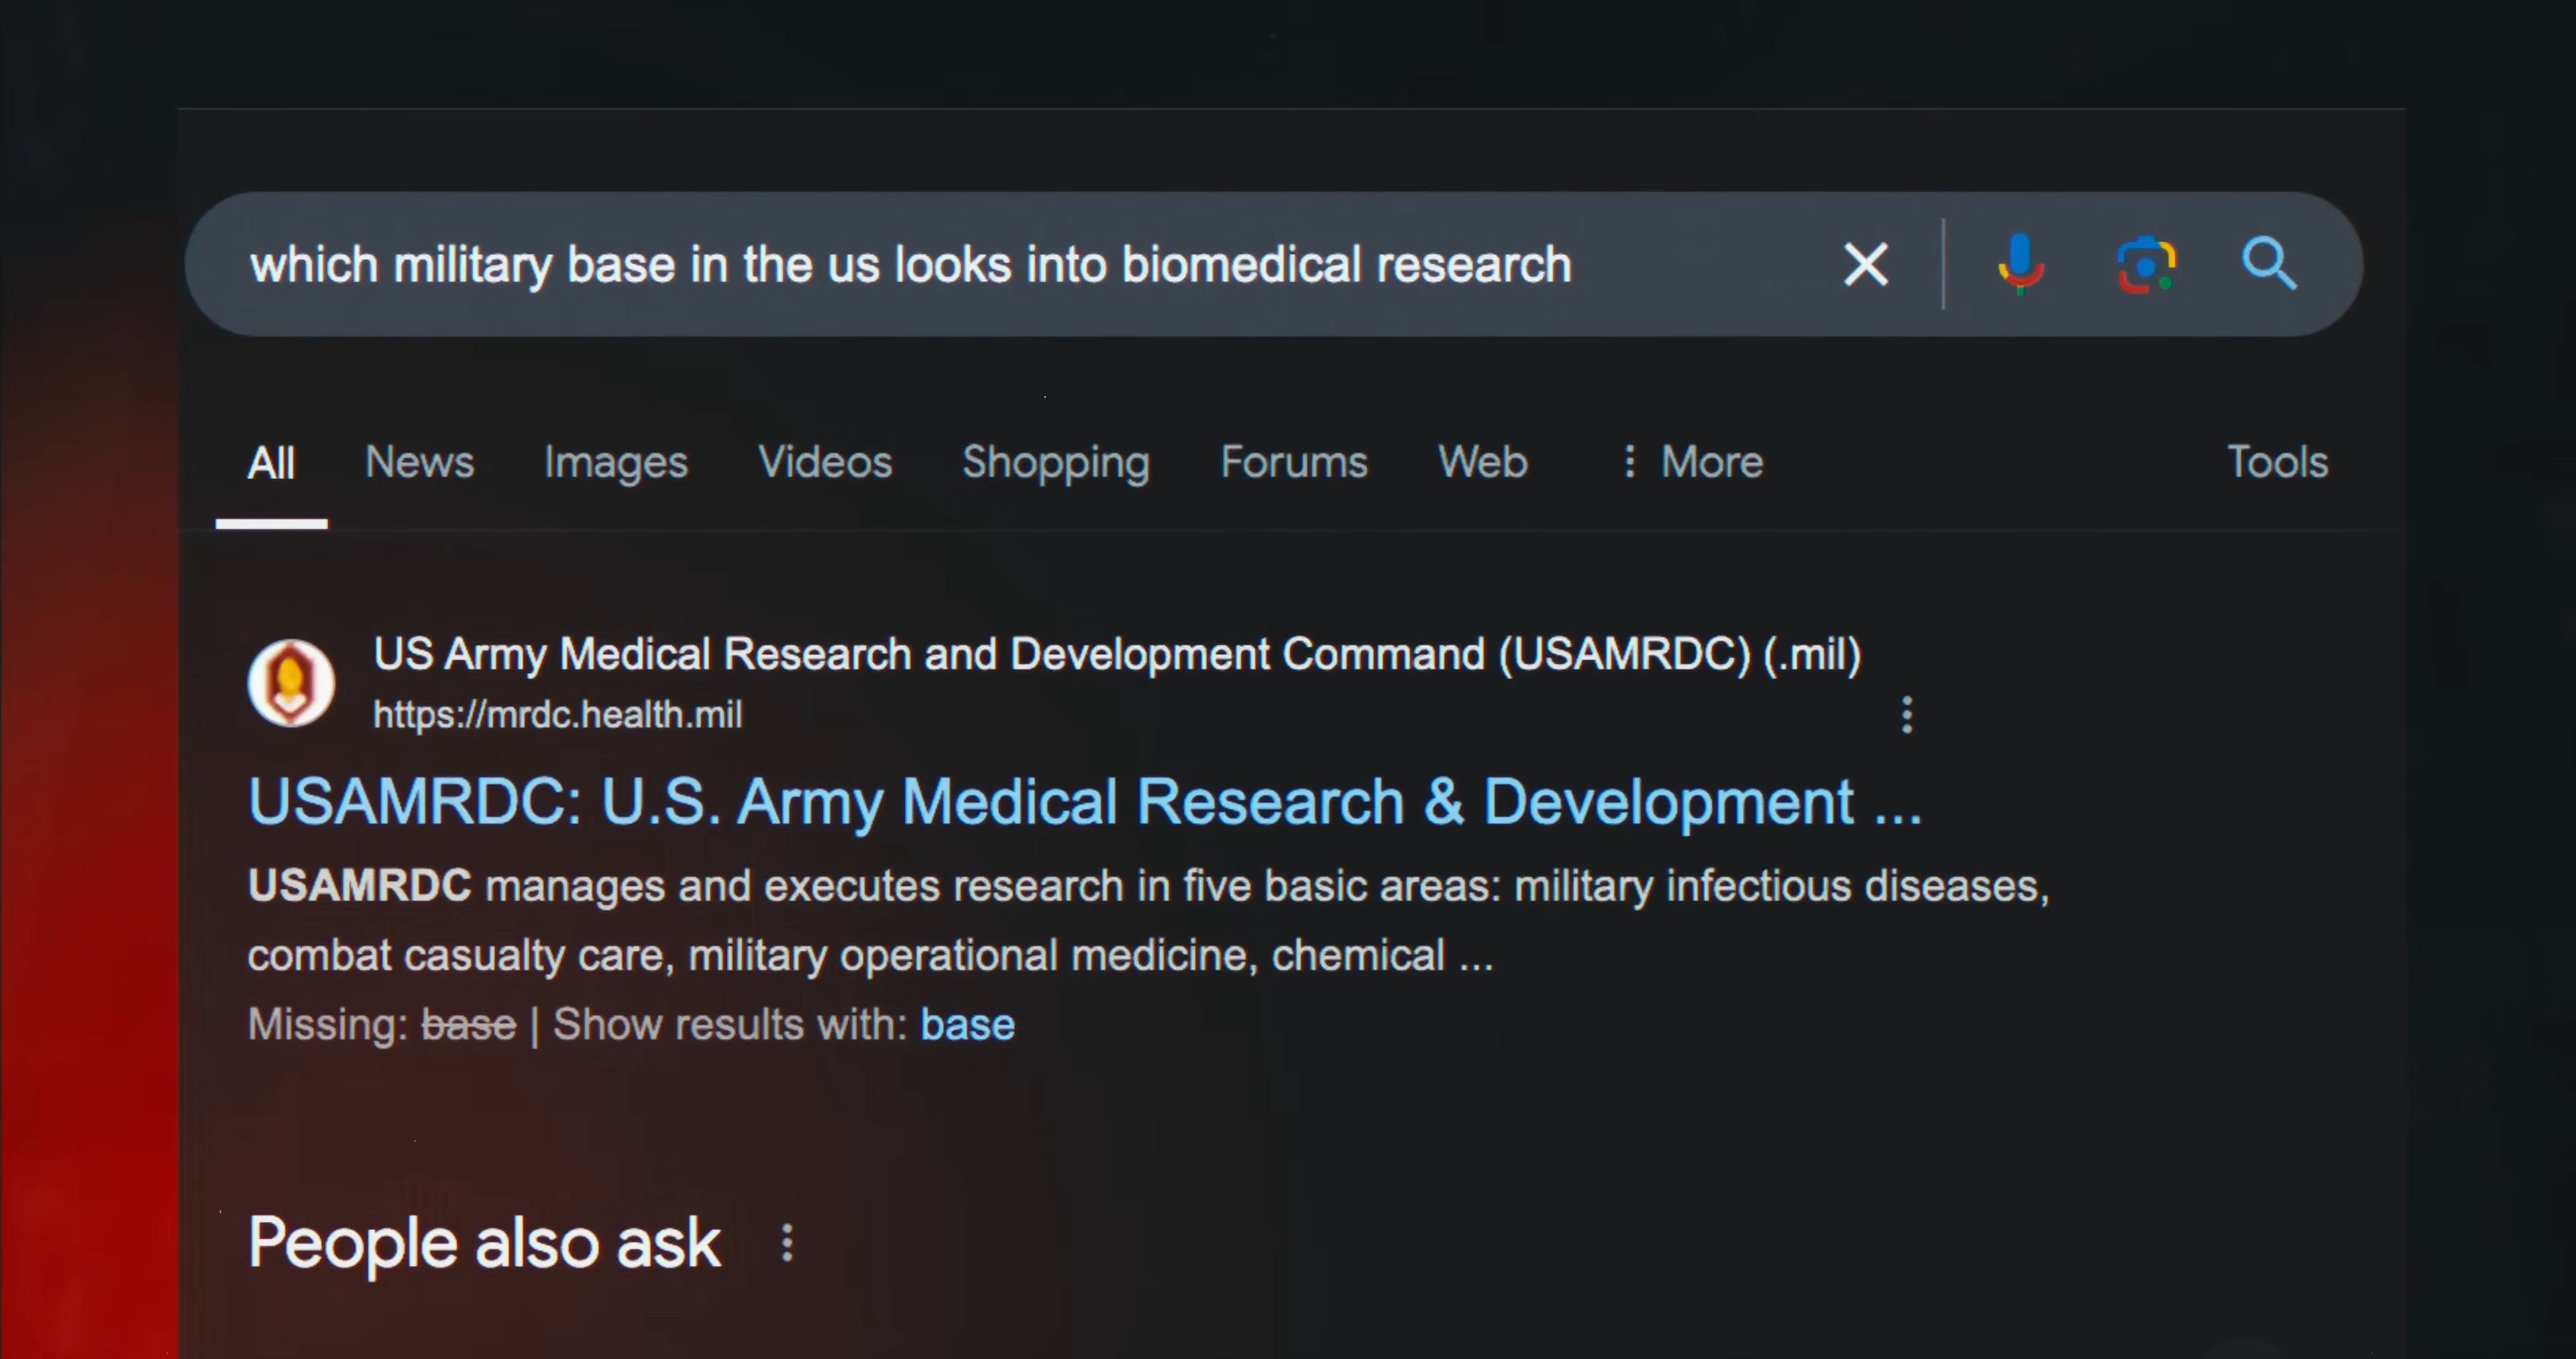 which military base in the us looks into biomedical research
All News Images Videos Shopping Forums Web More Tools
US Army Medical Research and Development Command (USAMRDC) (.mil)
https://mrdc.health.mil
USAMRDC: U.S. Army Medical Research & Development ...
USAMRDC manages and executes research in five basic areas: military infectious diseases,
combat casualty care, military operational medicine, chemical ...
Missing: base | Show results with: base
People also ask